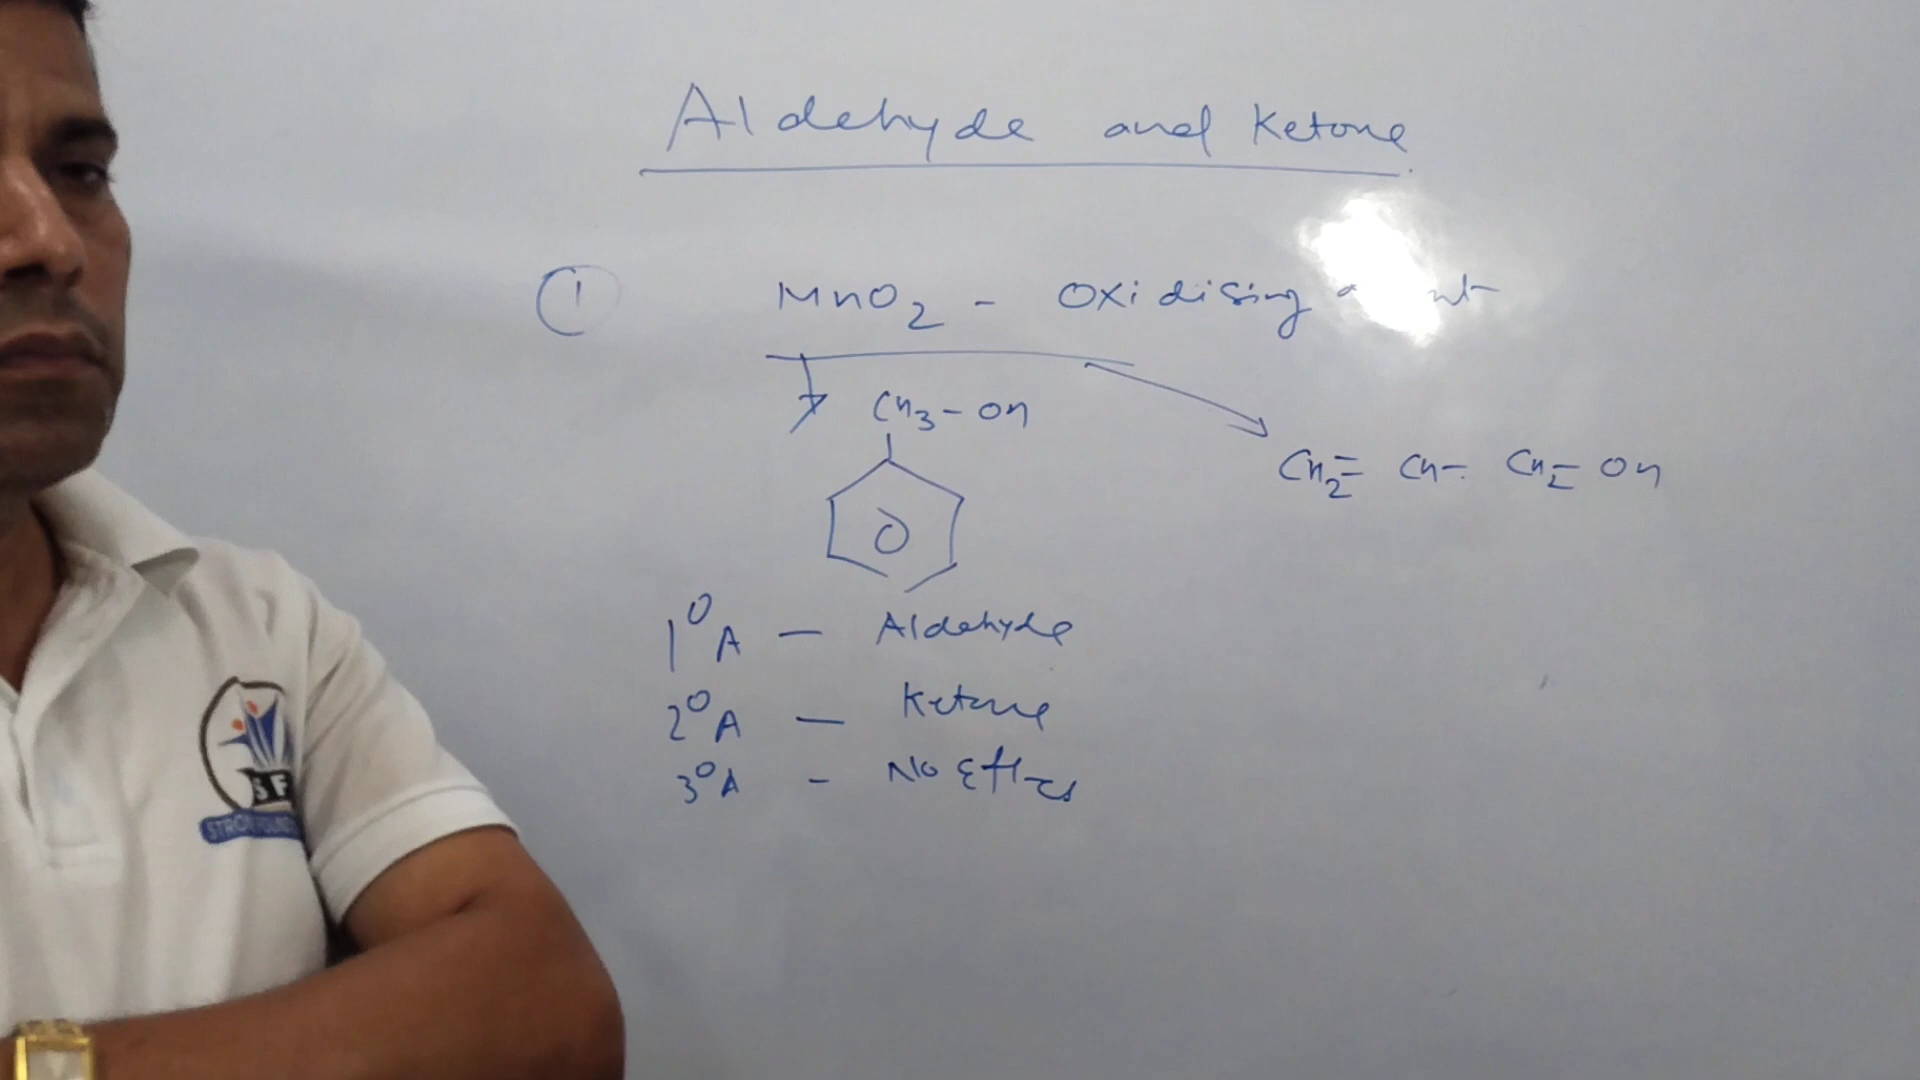 Aldehyde and Ketone
① MnO2 - Oxidising
CH3 - OH
CH2 = CH - CH2 - OH
1° A - Aldehyde
2° A - Ketone
3° A - No Effect
SF